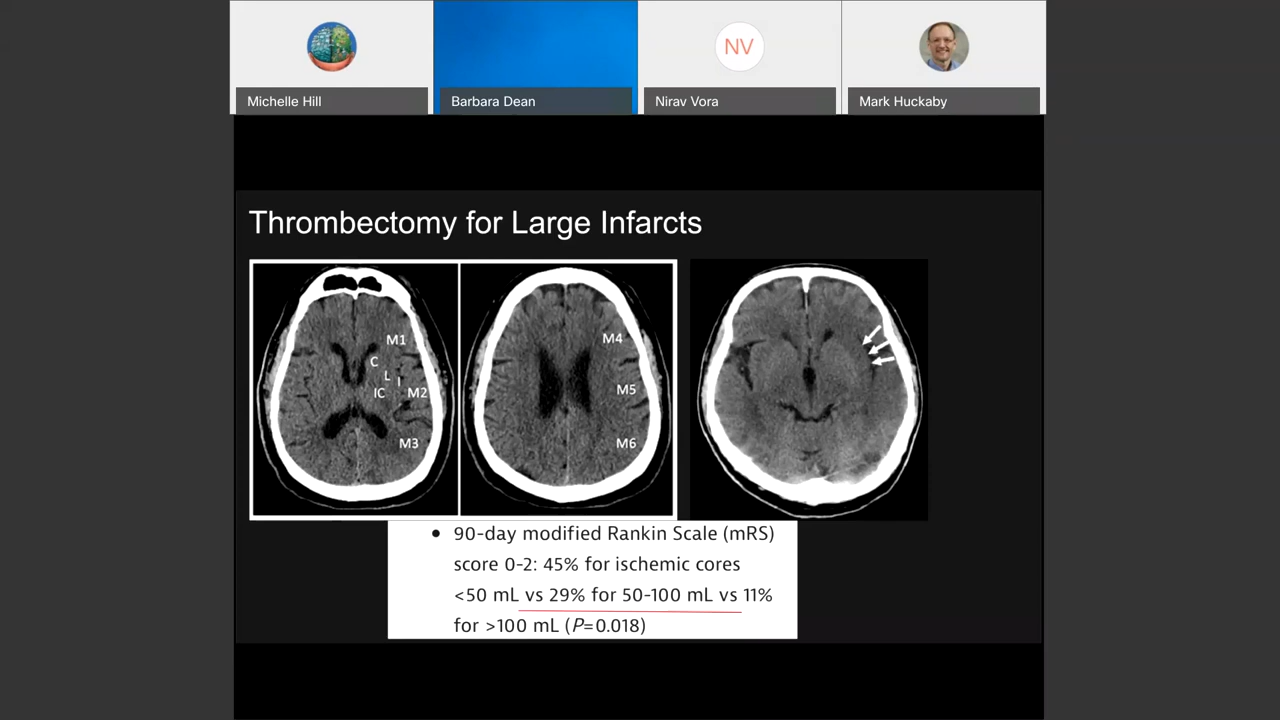 NV
Michelle Hill
Barbara Dean
Nirav Vora
Mark Huckaby
Thrombectomy for Large Infarcts
M1
C
L
I
IC
M2
M3
M4
M5
M6
• 90-day modified Rankin Scale (mRS)
score 0-2: 45% for ischemic cores
<50 mL vs 29% for 50-100 mL vs 11%
for >100 mL (P=0.018)